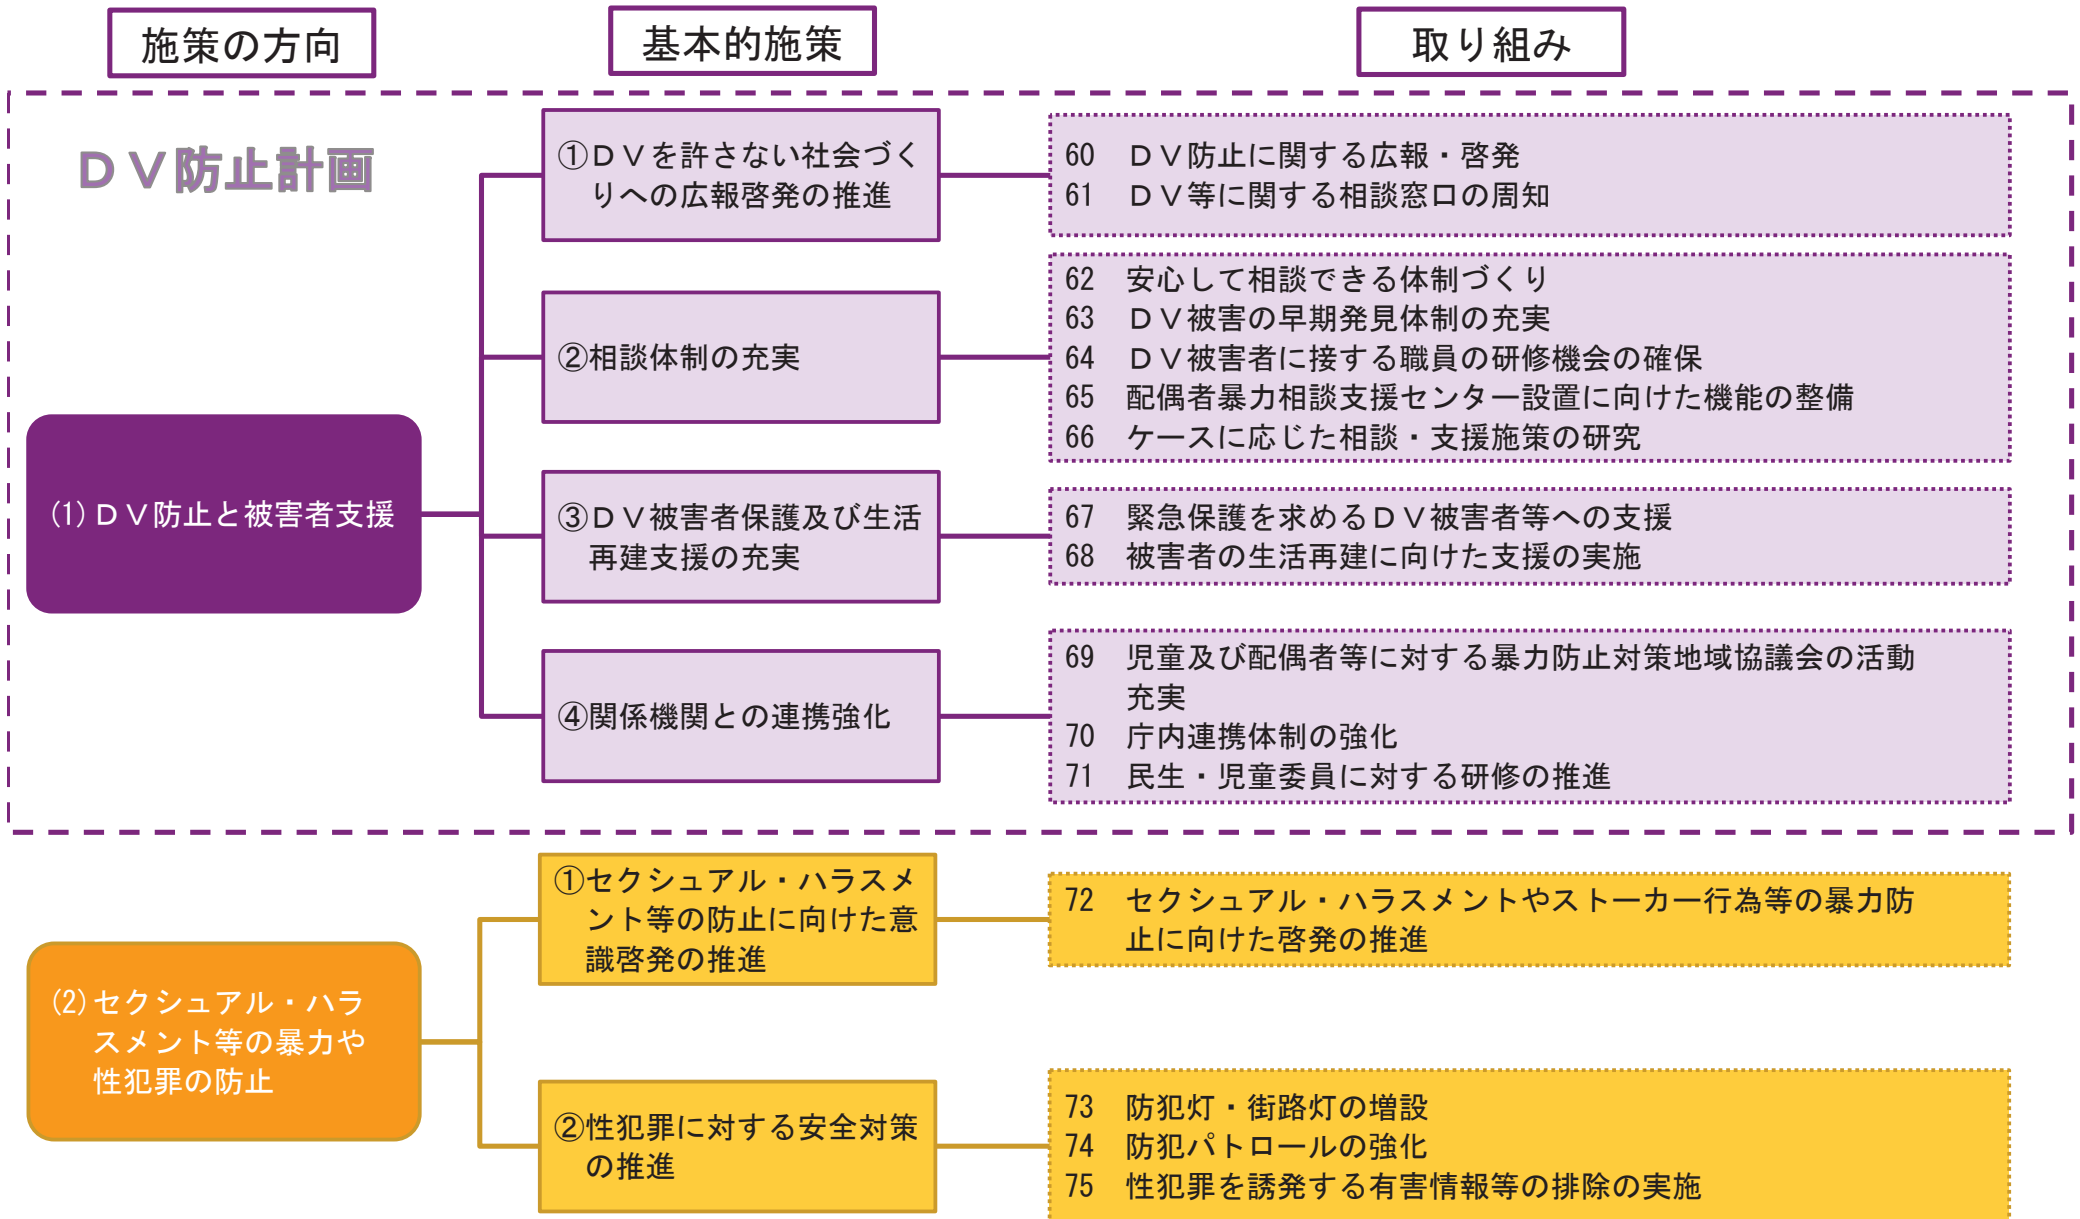 施策の方向
基本的施策
取り組み
ＤＶ防止計画
(1)ＤＶ防止と被害者支援
①ＤＶを許さない社会づく
りへの広報啓発の推進
60　ＤＶ防止に関する広報・啓発
61　ＤＶ等に関する相談窓口の周知
②相談体制の充実
62　安心して相談できる体制づくり
63　ＤＶ被害の早期発見体制の充実
64　ＤＶ被害者に接する職員の研修機会の確保
65　配偶者暴力相談支援センター設置に向けた機能の整備
66　ケースに応じた相談・支援施策の研究
③ＤＶ被害者保護及び生活
再建支援の充実
67　緊急保護を求めるＤＶ被害者等への支援
68　被害者の生活再建に向けた支援の実施
④関係機関との連携強化
69　児童及び配偶者等に対する暴力防止対策地域協議会の活動
充実
70　庁内連携体制の強化
71　民生・児童委員に対する研修の推進
(2)セクシュアル・ハラ
スメント等の暴力や
性犯罪の防止
①セクシュアル・ハラスメ
ント等の防止に向けた意
識啓発の推進
72　セクシュアル・ハラスメントやストーカー行為等の暴力防
止に向けた啓発の推進
②性犯罪に対する安全対策
の推進
73　防犯灯・街路灯の増設
74　防犯パトロールの強化
75　性犯罪を誘発する有害情報等の排除の実施